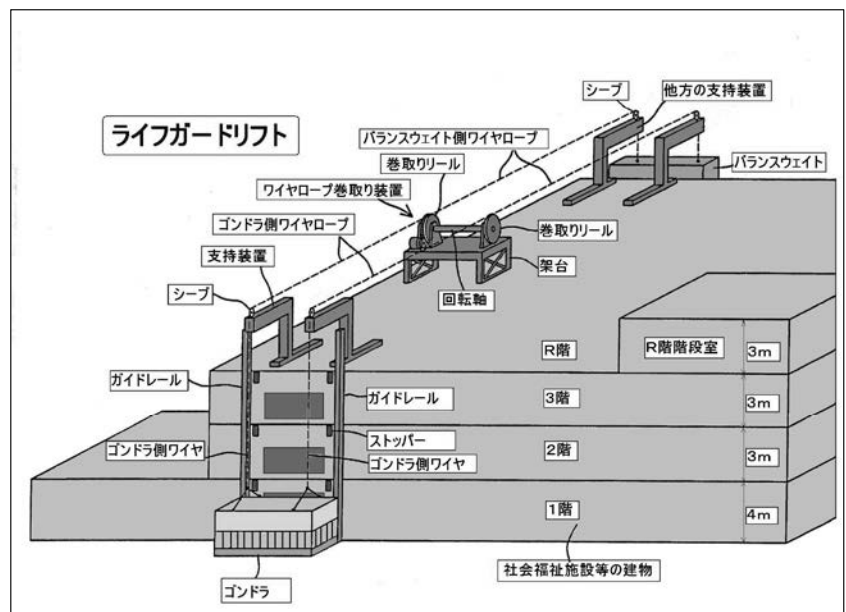 シーブ
他方の支持装置
ライフガードリフト
バランスウェイト側ワイヤロープ
バランスウェイト
巻取りリール
ワイヤロープ巻取り装置
ゴンドラ側ワイヤロープ
巻取りリール
支持装置
架台
シーブ
回転軸
R階
R階階段室
3m
ガイドレール
ガイドレール
3階
3m
ストッパー
ゴンドラ側ワイヤ
ゴンドラ側ワイヤ
2階
3m
1階
4m
社会福祉施設等の建物
ゴンドラ